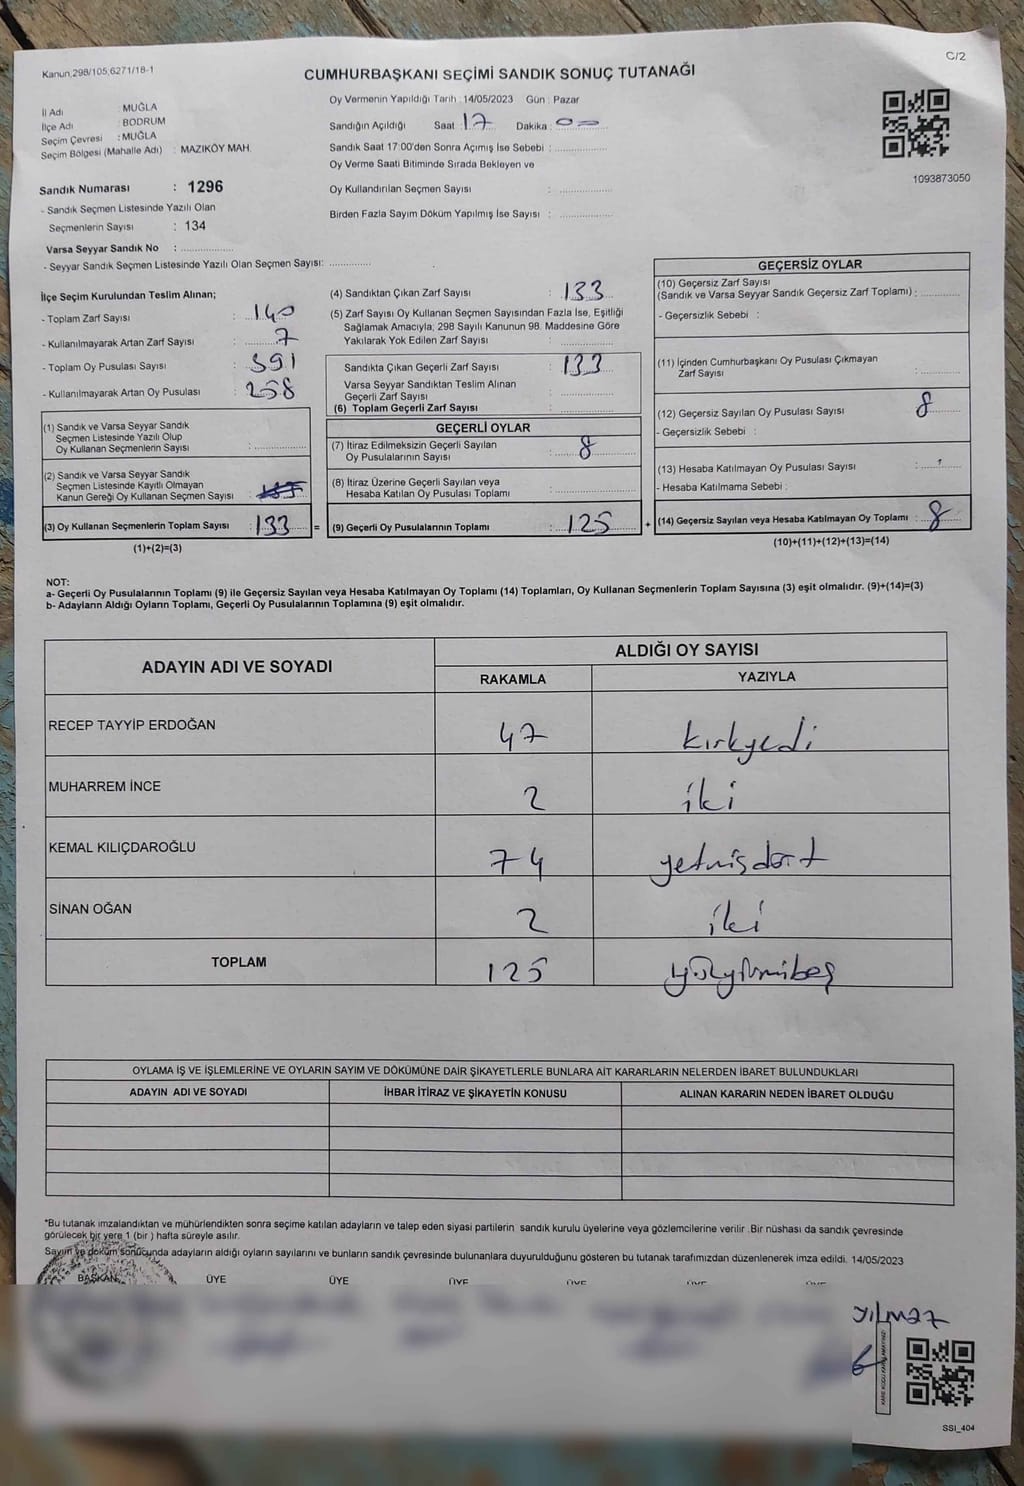 Kanun;298/105;6271/18-1
C/2
CUMHURBAŞKANI SEÇİMİ SANDIK SONUÇ TUTANAĞI
İl Adı : MUĞLA
İlçe Adı : BODRUM
Seçim Çevresi : MUĞLA
Seçim Bölgesi (Mahalle Adı) : MAZIKÖY MAH.
Oy Vermenin Yapıldığı Tarih : 14/05/2023 Gün : Pazar
Sandığın Açıldığı Saat : 17 Dakika : 00
Sandık Saat 17:00'den Sonra Açımış İse Sebebi :
Oy Verme Saati Bitiminde Sırada Bekleyen ve
Oy Kullandırılan Seçmen Sayısı :
Birden Fazla Sayım Döküm Yapılmış İse Sayısı :
1093873050
Sandık Numarası : 1296
- Sandık Seçmen Listesinde Yazılı Olan
Seçmenlerin Sayısı : 134
Varsa Seyyar Sandık No :
- Seyyar Sandık Seçmen Listesinde Yazılı Olan Seçmen Sayısı:
İlçe Seçim Kurulundan Teslim Alınan;
- Toplam Zarf Sayısı : 140
- Kullanılmayarak Artan Zarf Sayısı : 7
- Toplam Oy Pusulası Sayısı : 391
- Kullanılmayarak Artan Oy Pusulası : 258
(1) Sandık ve Varsa Seyyar Sandık
Seçmen Listesinde Yazılı Olup
Oy Kullanan Seçmenlerin Sayısı :
(2) Sandık ve Varsa Seyyar Sandık
Seçmen Listesinde Kayıtlı Olmayan
Kanun Gereği Oy Kullanan Seçmen Sayısı :
(3) Oy Kullanan Seçmenlerin Toplam Sayısı : 133 =
(1)+(2)=(3)
(4) Sandıktan Çıkan Zarf Sayısı : 133
(5) Zarf Sayısı Oy Kullanan Seçmen Sayısından Fazla İse, Eşitliği
Sağlamak Amacıyla; 298 Sayılı Kanunun 98. Maddesine Göre
Yakılarak Yok Edilen Zarf Sayısı :
Sandıkta Çıkan Geçerli Zarf Sayısı : 133
Varsa Seyyar Sandıktan Teslim Alınan
Geçerli Zarf Sayısı :
(6) Toplam Geçerli Zarf Sayısı :
GEÇERLİ OYLAR
(7) İtiraz Edilmeksizin Geçerli Sayılan
Oy Pusulalarının Sayısı : 8
(8) İtiraz Üzerine Geçerli Sayılan veya
Hesaba Katılan Oy Pusulası Toplamı :
(9) Geçerli Oy Pusulalarının Toplamı : 125 +
GEÇERSİZ OYLAR
(10) Geçersiz Zarf Sayısı
(Sandık ve Varsa Seyyar Sandık Geçersiz Zarf Toplamı) :
- Geçersizlik Sebebi :
(11) İçinden Cumhurbaşkanı Oy Pusulası Çıkmayan
Zarf Sayısı :
(12) Geçersiz Sayılan Oy Pusulası Sayısı : 8
- Geçersizlik Sebebi :
(13) Hesaba Katılmayan Oy Pusulası Sayısı :
- Hesaba Katılmama Sebebi :
(14) Geçersiz Sayılan veya Hesaba Katılmayan Oy Toplamı : 8
(10)+(11)+(12)+(13)=(14)
NOT:
a- Geçerli Oy Pusulalarının Toplamı (9) ile Geçersiz Sayılan veya Hesaba Katılmayan Oy Toplamı (14) Toplamları, Oy Kullanan Seçmenlerin Toplam Sayısına (3) eşit olmalıdır. (9)+(14)=(3)
b- Adayların Aldığı Oyların Toplamı, Geçerli Oy Pusulalarının Toplamına (9) eşit olmalıdır.
ADAYIN ADI VE SOYADI
ALDIĞI OY SAYISI
RAKAMLA YAZIYLA
RECEP TAYYİP ERDOĞAN 47 kırkyedi
MUHARREM İNCE 2 iki
KEMAL KILIÇDAROĞLU 74 yetmişdört
SİNAN OĞAN 2 iki
TOPLAM 125 yüzyirmibeş
OYLAMA İŞ VE İŞLEMLERİNE VE OYLARIN SAYIM VE DÖKÜMÜNE DAİR ŞİKAYETLERLE BUNLARA AİT KARARLARIN NELERDEN İBARET BULUNDUKLARI
ADAYIN ADI VE SOYADI İHBAR İTİRAZ VE ŞİKAYETİN KONUSU ALINAN KARARIN NEDEN İBARET OLDUĞU
*Bu tutanak imzalandıktan ve mühürlendikten sonra seçime katılan adayların ve talep eden siyasi partilerin sandık kurulu üyelerine veya gözlemcilerine verilir .Bir nüshası da sandık çevresinde
görülecek bir yere 1 (bir ) hafta süreyle asılır.
Sayım ve döküm sonucunda adayların aldığı oyların sayılarını ve bunların sandık çevresinde bulunanlara duyurulduğunu gösteren bu tutanak tarafımızdan düzenlenerek imza edildi. 14/05/2023
BAŞKAN ÜYE ÜYE ÜYE ÜYE
yılmaz
KARE KODU KARALAMAYINIZ!
SSI_404